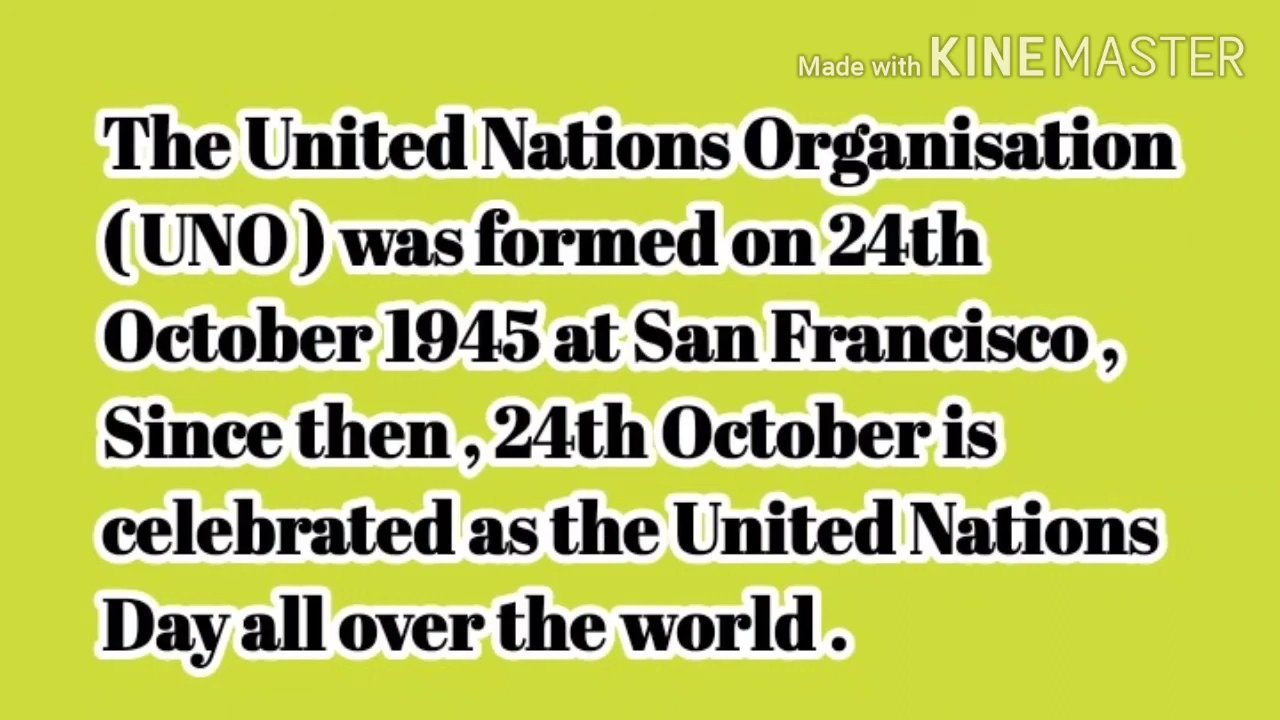 Made with KINEMASTER
The United Nations Organisation
( UNO ) was formed on 24th
October 1945 at San Francisco ,
Since then , 24th October is
celebrated as the United Nations
Day all over the world .